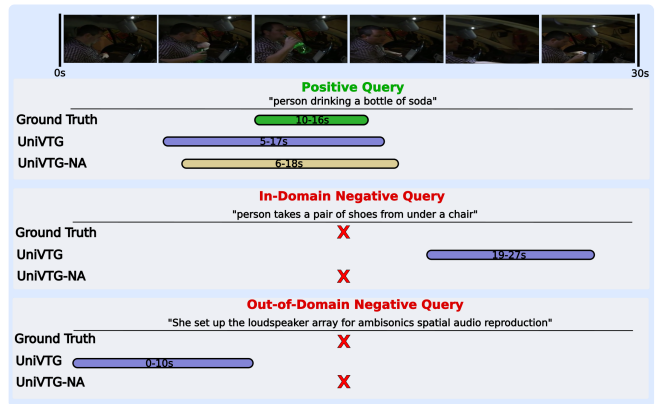 0s
30s
Positive Query
"person drinking a bottle of soda"
Ground Truth
10-16s
UniVTG
5-17s
UniVTG-NA
6-18s
In-Domain Negative Query
"person takes a pair of shoes from under a chair"
Ground Truth
X
UniVTG
19-27s
UniVTG-NA
X
Out-of-Domain Negative Query
"She set up the loudspeaker array for ambisonics spatial audio reproduction"
Ground Truth
X
UniVTG
0-10s
UniVTG-NA
X